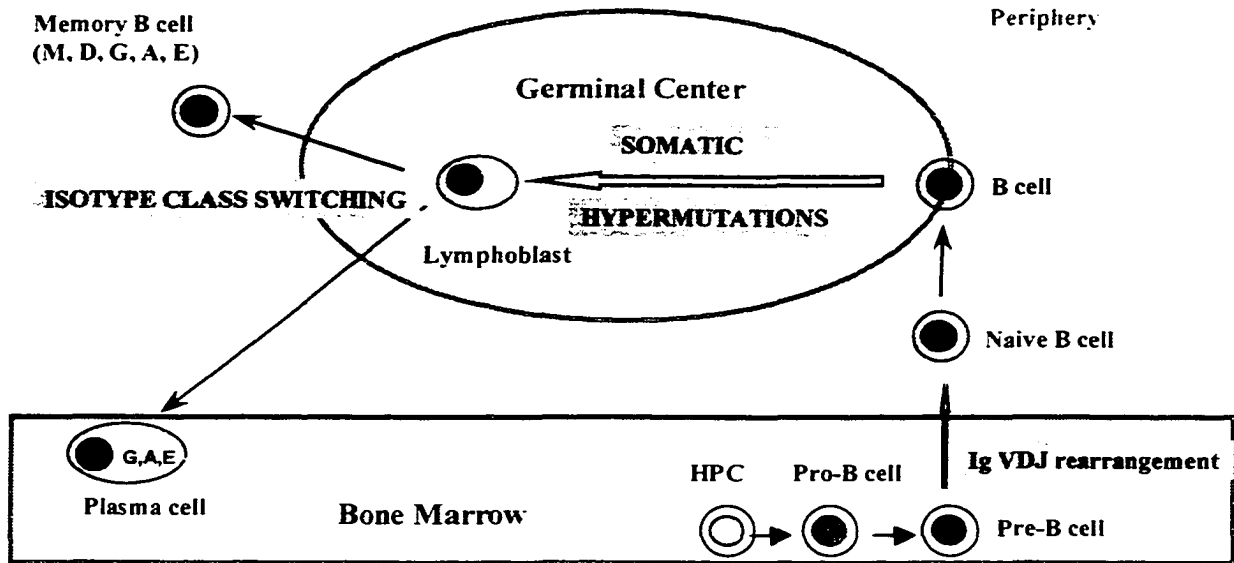 Memory B cell
(M, D, G, A, E)
Periphery
Germinal Center
SOMATIC
HYPERMUTATIONS
B cell
ISOTYPE CLASS SWITCHING
Lymphoblast
Naive B cell
G,A,E
Plasma cell
Bone Marrow
HPC
Pro-B cell
Ig VDJ rearrangement
Pre-B cell